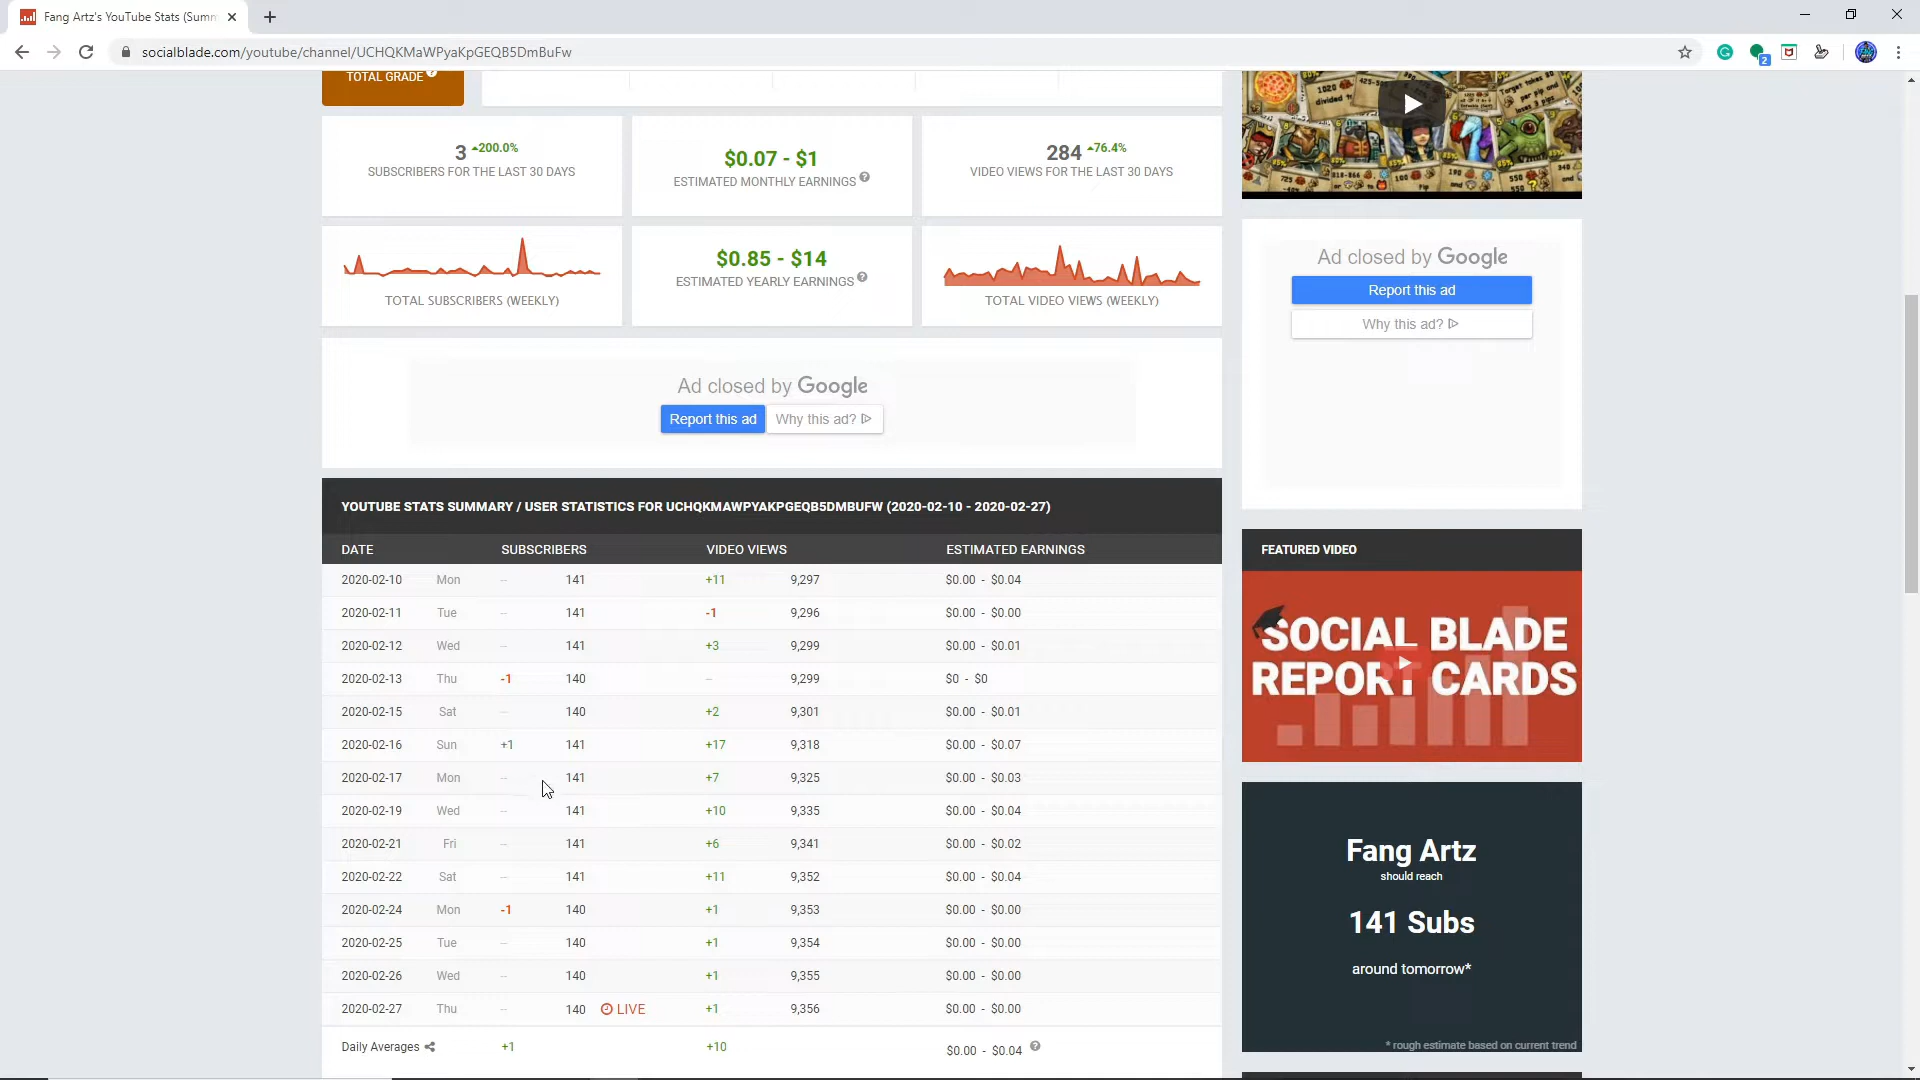 Fang Artz's YouTube Stats (Summ
socialblade.com/youtube/channel/UCHQKMaWPyaKpGEQB5DmBuFw
2
TOTAL GRADE ?
3 200.0%
SUBSCRIBERS FOR THE LAST 30 DAYS
$0.07 - $1
ESTIMATED MONTHLY EARNINGS ?
284 76.4%
VIDEO VIEWS FOR THE LAST 30 DAYS
TOTAL SUBSCRIBERS (WEEKLY)
$0.85 - $14
ESTIMATED YEARLY EARNINGS ?
TOTAL VIDEO VIEWS (WEEKLY)
Ad closed by Google
Report this ad
Why this ad?
YOUTUBE STATS SUMMARY / USER STATISTICS FOR UCHQKMAWPYAKPGEQB5DMBUFW (2020-02-10 - 2020-02-27)
DATE SUBSCRIBERS VIDEO VIEWS ESTIMATED EARNINGS
2020-02-10 Mon -- 141 +11 9,297 $0.00 - $0.04
2020-02-11 Tue -- 141 -1 9,296 $0.00 - $0.00
2020-02-12 Wed -- 141 +3 9,299 $0.00 - $0.01
2020-02-13 Thu -1 140 -- 9,299 $0 - $0
2020-02-15 Sat -- 140 +2 9,301 $0.00 - $0.01
2020-02-16 Sun +1 141 +17 9,318 $0.00 - $0.07
2020-02-17 Mon -- 141 +7 9,325 $0.00 - $0.03
2020-02-19 Wed -- 141 +10 9,335 $0.00 - $0.04
2020-02-21 Fri -- 141 +6 9,341 $0.00 - $0.02
2020-02-22 Sat -- 141 +11 9,352 $0.00 - $0.04
2020-02-24 Mon -1 140 +1 9,353 $0.00 - $0.00
2020-02-25 Tue -- 140 +1 9,354 $0.00 - $0.00
2020-02-26 Wed -- 140 +1 9,355 $0.00 - $0.00
2020-02-27 Thu -- 140 LIVE +1 9,356 $0.00 - $0.00
Daily Averages +1 +10 $0.00 - $0.04 ?
Ad closed by Google
Report this ad
Why this ad?
FEATURED VIDEO
SOCIAL BLADE
REPORT CARDS
Fang Artz
should reach
141 Subs
around tomorrow*
* rough estimate based on current trend